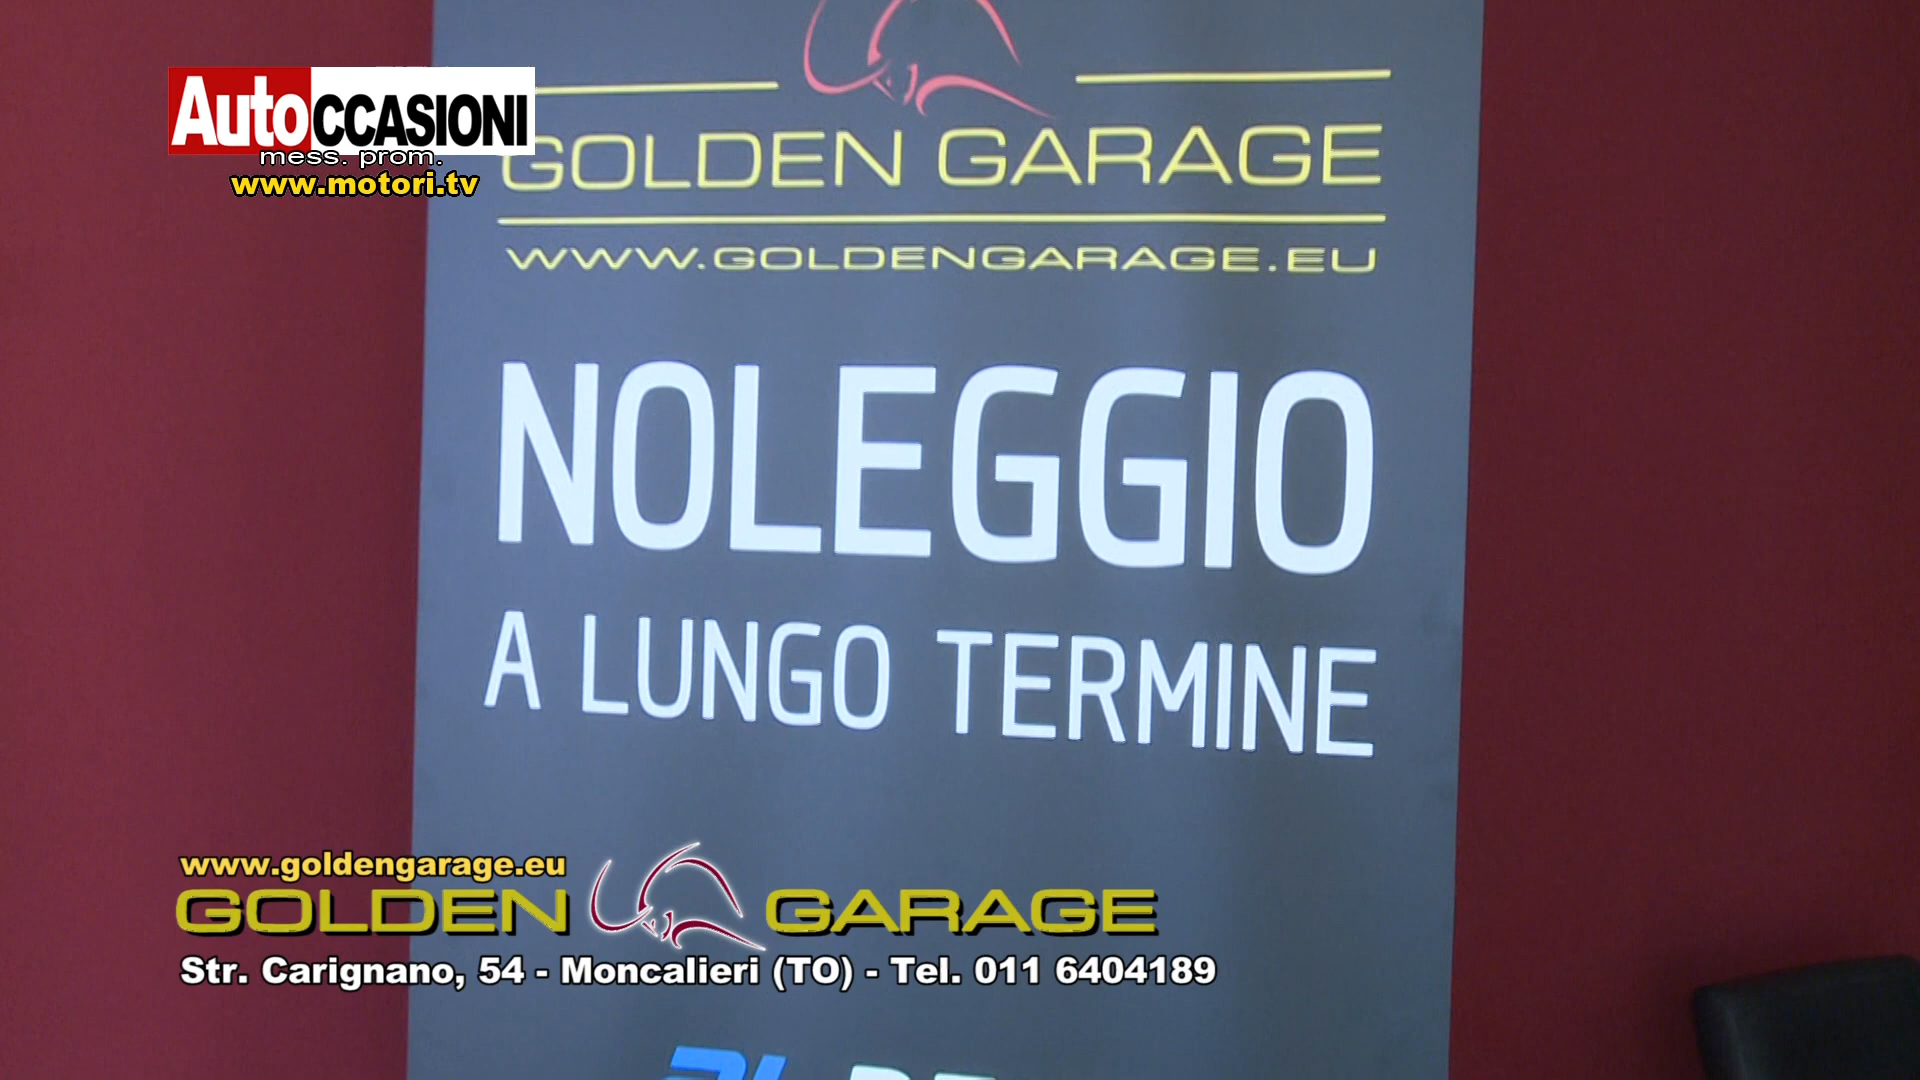 AutOCCASIONI
mess. prom.
www.motori.tv
GOLDEN GARAGE
WWW.GOLDENGARAGE.EU
NOLEGGIO
A LUNGO TERMINE
www.goldengarage.eu
GOLDEN GARAGE
Str. Carignano, 54 - Moncalieri (TO) - Tel. 011 6404189